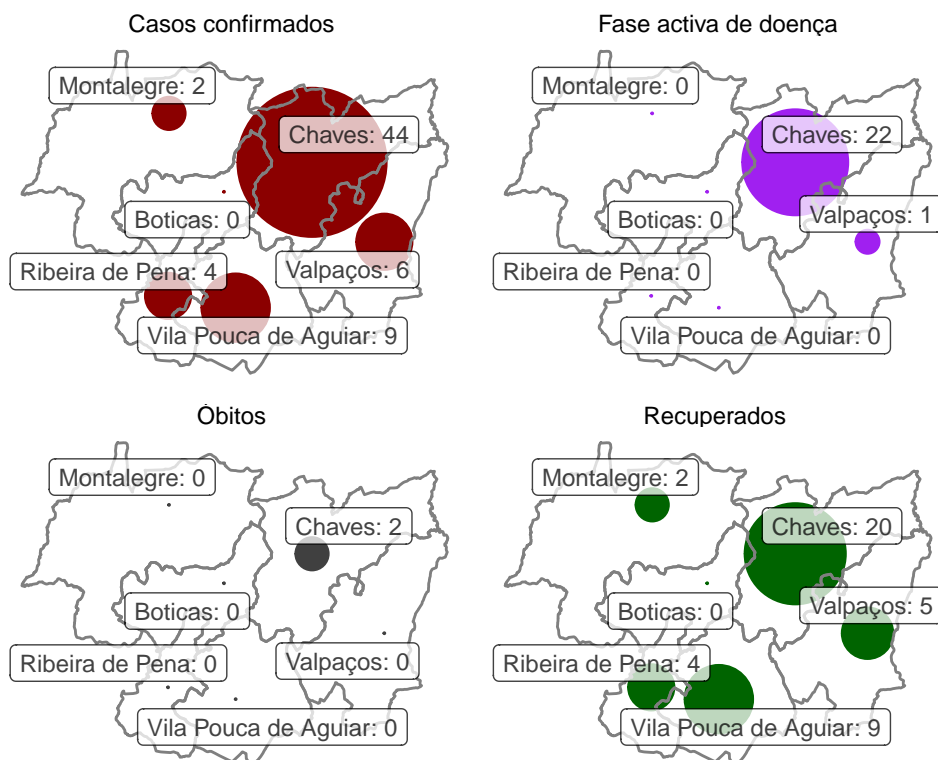 Casos confirmados
Montalegre: 2
Chaves: 44
Boticas: 0
Ribeira de Pena: 4
Valpaços: 6
Vila Pouca de Aguiar: 9
Fase activa de doença
Montalegre: 0
Chaves: 22
Boticas: 0
Valpaços: 1
Ribeira de Pena: 0
Vila Pouca de Aguiar: 0
Óbitos
Montalegre: 0
Chaves: 2
Boticas: 0
Ribeira de Pena: 0
Valpaços: 0
Vila Pouca de Aguiar: 0
Recuperados
Montalegre: 2
Chaves: 20
Boticas: 0
Valpaços: 5
Ribeira de Pena: 4
Vila Pouca de Aguiar: 9